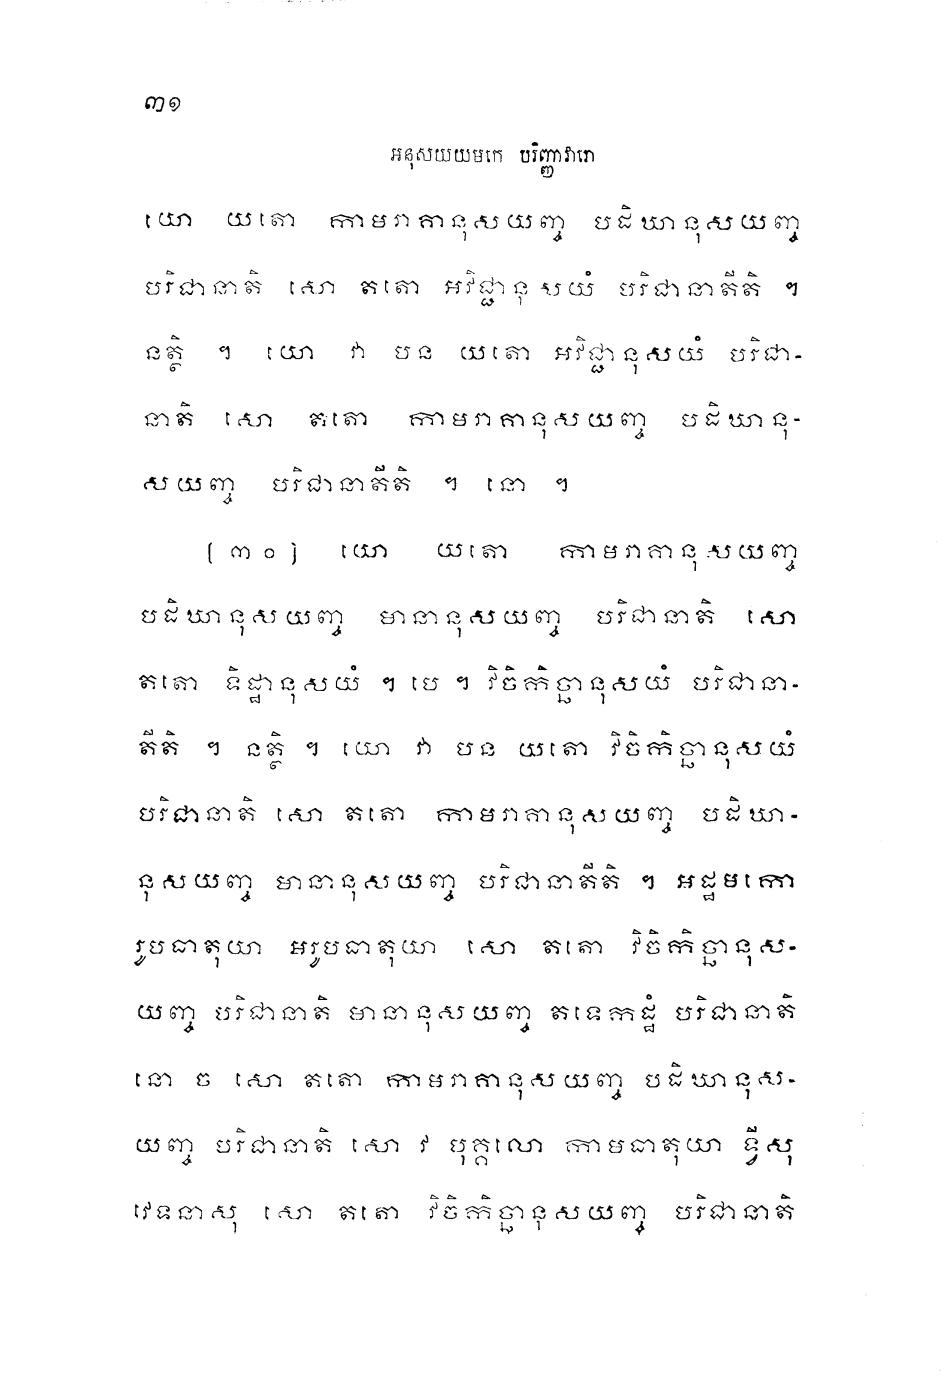 ៣១
អនុសយយមកេ បរិញ្ញាវារោ
យោ យតោ កាមរាគានុសយញ្ច បដិឃានុសយញ្ច
បរិជានាតិ សោ តតោ អវិជ្ជានុសយំ បរិជានាតីតិ ។
នត្ថិ ។ យោ វា បន យតោ អវិជ្ជានុសយំ បរិជា-
នាតិ សោ តតោ កាមរាគានុសយញ្ច បដិឃានុ-
សយញ្ច បរិជានាតីតិ ។ នោ ។
[៣០] យោ យតោ កាមរាគានុសយញ្ច
បដិឃានុសយញ្ច មានានុសយញ្ច បរិជានាតិ សោ
តតោ ទិដ្ឋានុសយំ ។ បេ ។ វិចិកិច្ឆានុសយំ បរិជានា-
តីតិ ។ នត្ថិ ។ យោ វា បន យតោ វិចិកិច្ឆានុសយំ
បរិជានាតិ សោ តតោ កាមរាគានុសយញ្ច បដិឃា-
នុសយញ្ច មានានុសយញ្ច បរិជានាតីតិ ។ អដ្ឋមកោ
រូបធាតុយា អរូបធាតុយា សោ តតោ វិចិកិច្ឆានុស-
យញ្ច បរិជានាតិ មានានុសយញ្ច តទេកដ្ឋំ បរិជានាតិ
នោ ច សោ តតោ កាមរាគានុសយញ្ច បដិឃានុស-
យញ្ច បរិជានាតិ សោ វ បុគ្គលោ កាមធាតុយា ទ្វីសុ
វេទនាសុ សោ តតោ វិចិកិច្ឆានុសយញ្ច បរិជានាតិ